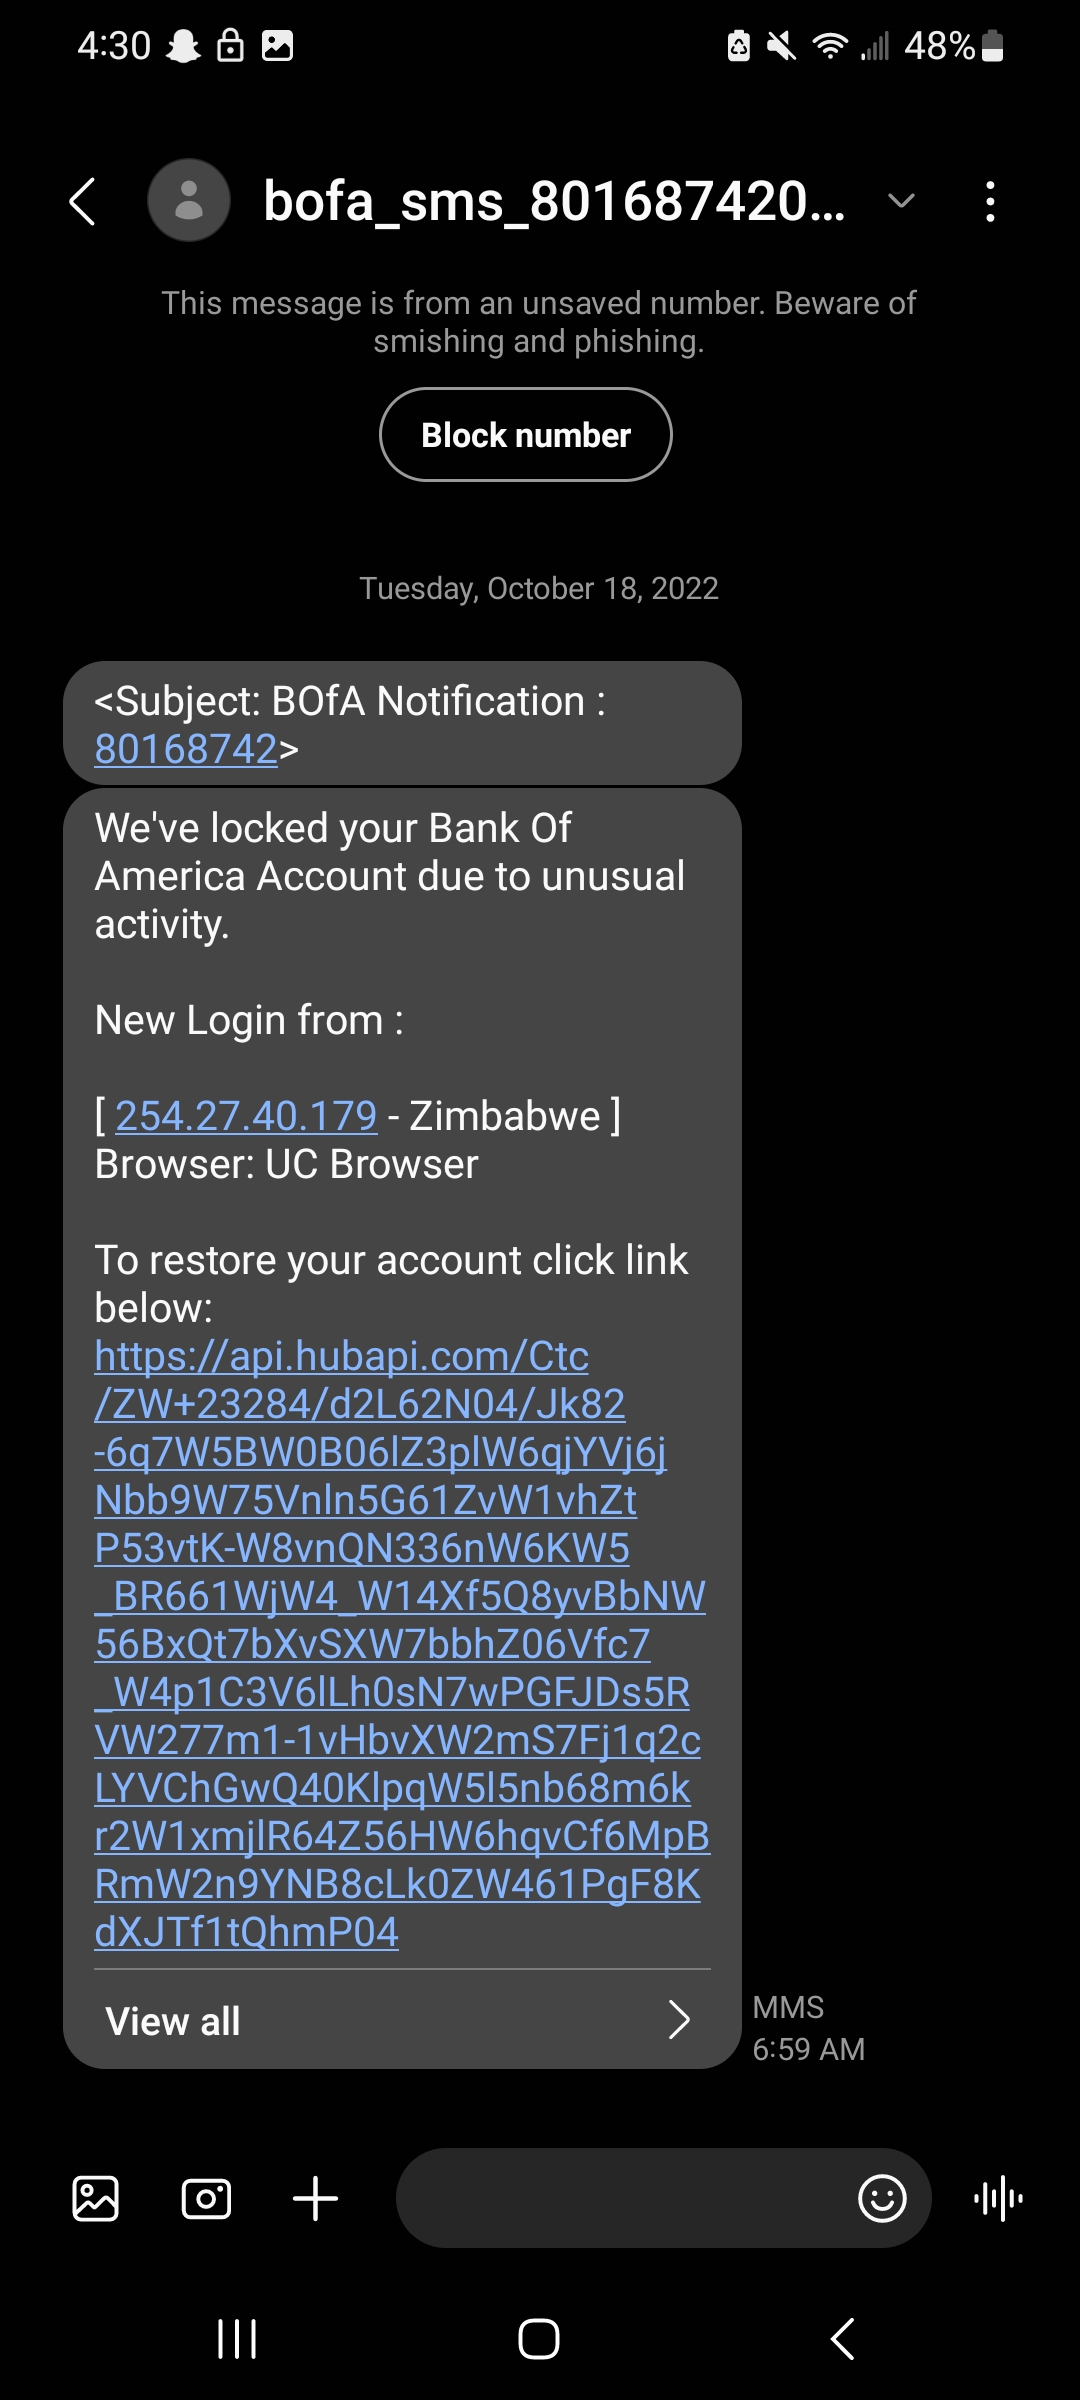 4:30
48%
bofa_sms_801687420...
This message is from an unsaved number. Beware of
smishing and phishing.
Block number
Tuesday, October 18, 2022
<Subject: BOfA Notification :
80168742>
We've locked your Bank Of
America Account due to unusual
activity.
New Login from :
[ 254.27.40.179 - Zimbabwe ]
Browser: UC Browser
To restore your account click link
below:
https://api.hubapi.com/Ctc
/ZW+23284/d2L62N04/Jk82
-6q7W5BW0B06lZ3plW6qjYVj6j
Nbb9W75Vnln5G61ZvW1vhZt
P53vtK-W8vnQN336nW6KW5
_BR661WjW4_W14Xf5Q8yvBbNW
56BxQt7bXvSXW7bbhZ06Vfc7
_W4p1C3V6lLh0sN7wPGFJDs5R
VW277m1-1vHbvXW2mS7Fj1q2c
LYVChGwQ40KlpqW5l5nb68m6k
r2W1xmjlR64Z56HW6hqvCf6MpB
RmW2n9YNB8cLk0ZW461PgF8K
dXJTf1tQhmP04
View all
MMS
6:59 AM